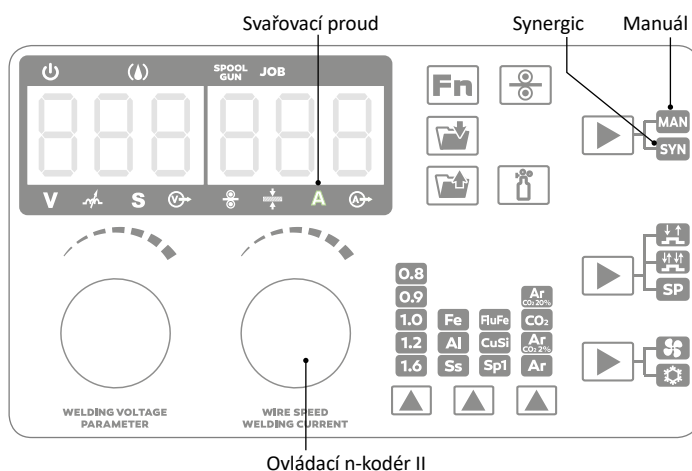 Svařovací proud
Synergic
Manuál
SPOOL GUN
JOB
Fn
MAN
SYN
V
S
V
A
A
SP
0.8
0.9
1.0
1.2
1.6
Fe
Al
Ss
FluFe
CuSi
Sp1
Ar CO₂ 20%
CO₂
Ar CO₂ 2%
Ar
WELDING VOLTAGE
PARAMETER
WIRE SPEED
WELDING CURRENT
Ovládací n-kodér II